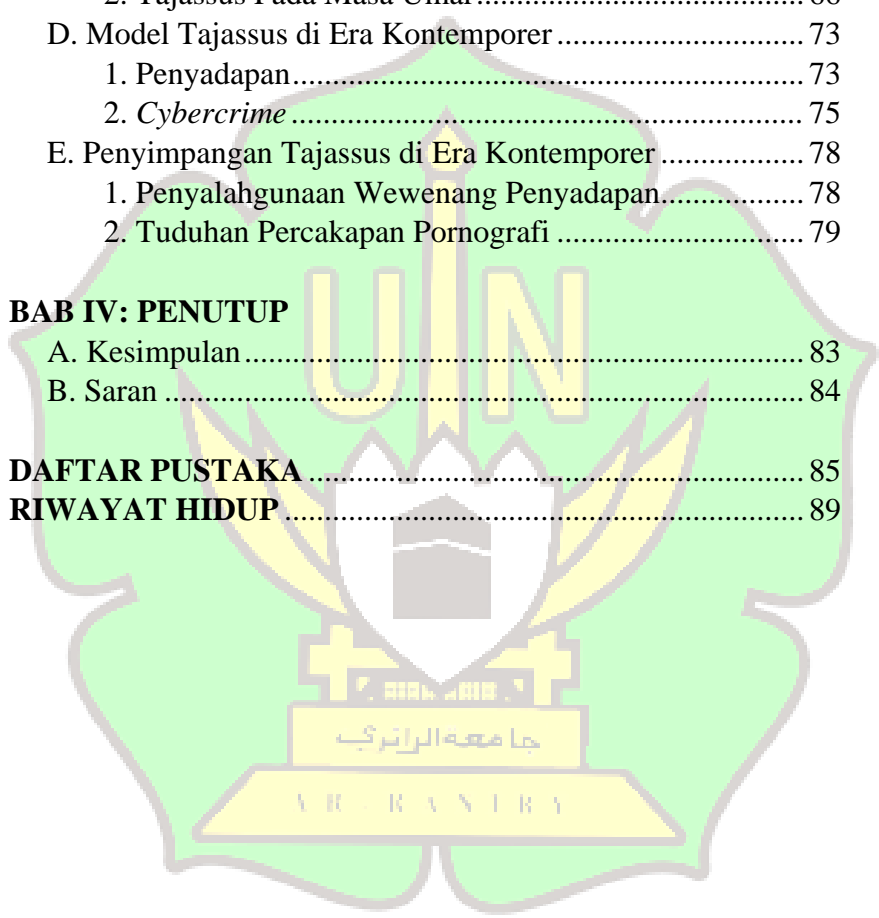 D. Model Tajassus di Era Kontemporer ................................ 73
1. Penyadapan..................................................................... 73
2. Cybercrime ..................................................................... 75
E. Penyimpangan Tajassus di Era Kontemporer .................. 78
1. Penyalahgunaan Wewenang Penyadapan...................... 78
2. Tuduhan Percakapan Pornografi ................................... 79
BAB IV: PENUTUP
A. Kesimpulan ......................................................................... 83
B. Saran ................................................................................... 84
DAFTAR PUSTAKA ................................................................ 85
RIWAYAT HIDUP .................................................................... 89
UIN
جامعة الرانيري
AR-RANIRY